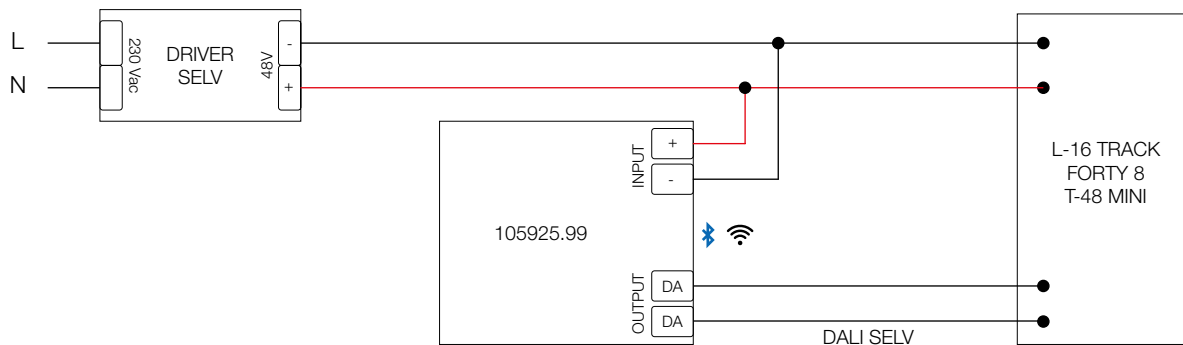 L
N
230 Vac
DRIVER
SELV
48V
-
+
INPUT
+
-
105925.99
OUTPUT
DA
DA
DALI SELV
L-16 TRACK
FORTY 8
T-48 MINI